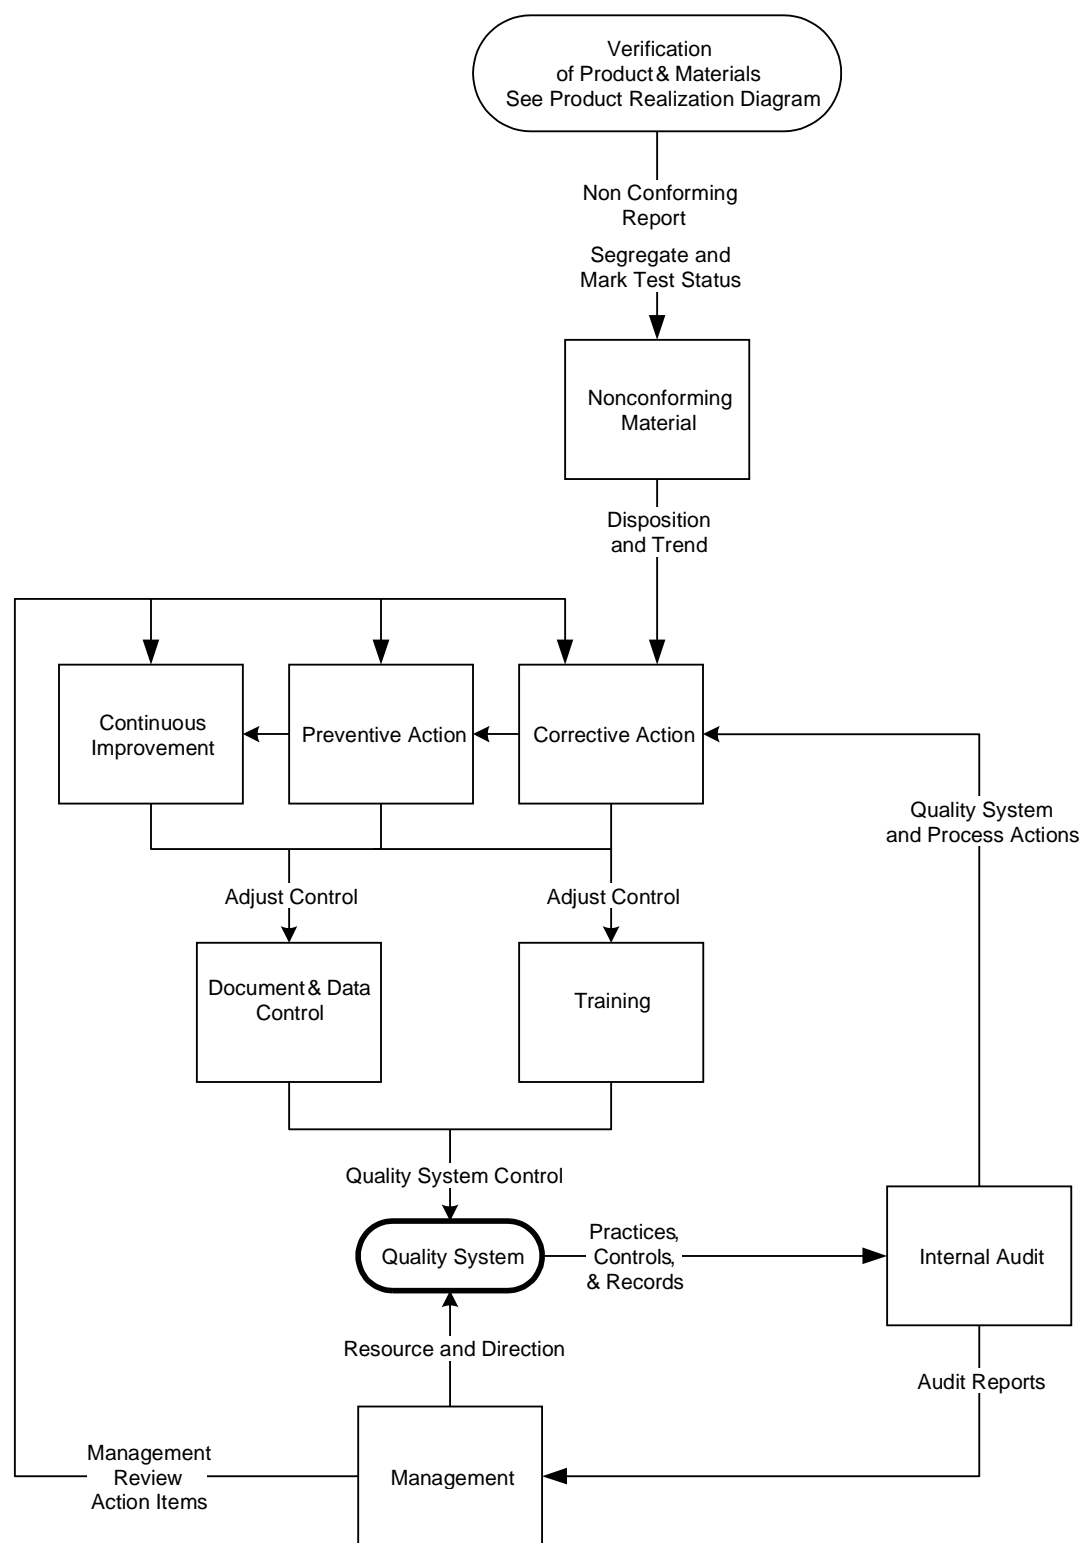 Verification
of Product & Materials
See Product Realization Diagram
Non Conforming
Report
Segregate and
Mark Test Status
Nonconforming
Material
Disposition
and Trend
Continuous
Improvement
Preventive Action
Corrective Action
Quality System
and Process Actions
Adjust Control
Adjust Control
Document & Data
Control
Training
Quality System Control
Quality System
Practices,
Controls,
& Records
Internal Audit
Resource and Direction
Audit Reports
Management
Review
Action Items
Management